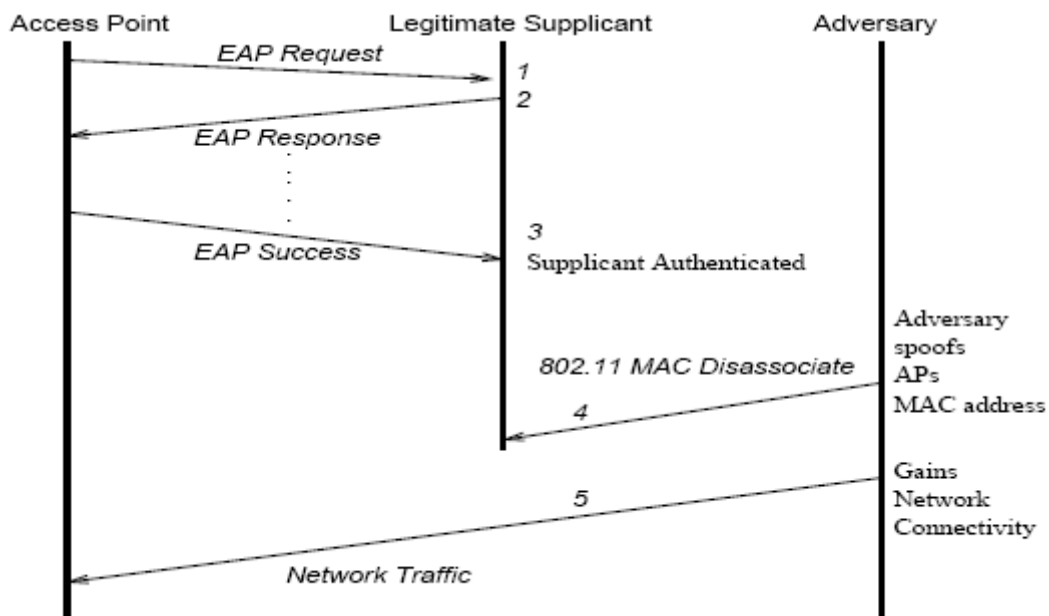 Access Point
Legitimate Supplicant
Adversary
EAP Request
1
2
EAP Response
3
EAP Success
Supplicant Authenticated
Adversary
spoofs
APs
MAC address
802.11 MAC Disassociate
4
Gains
Network
Connectivity
5
Network Traffic